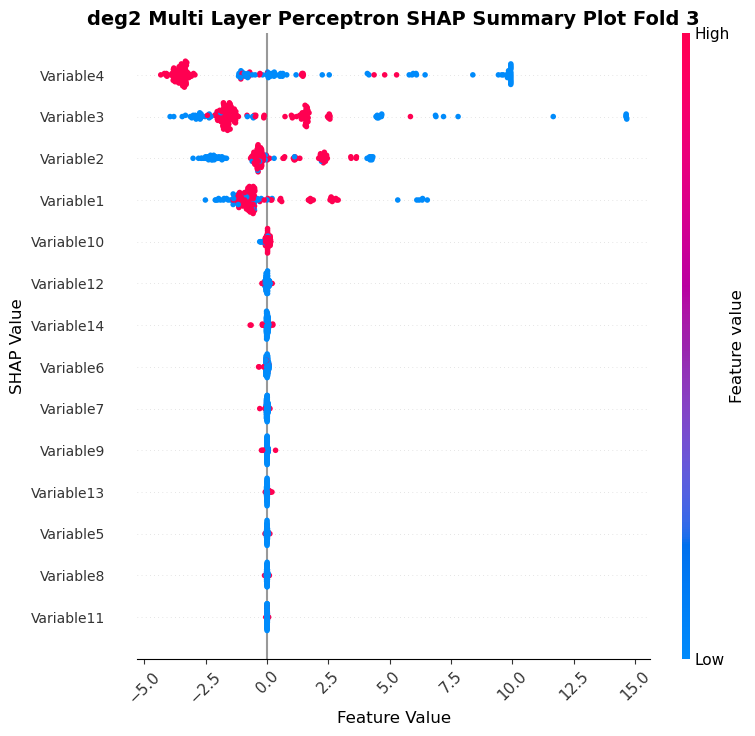 deg2 Multi Layer Perceptron SHAP Summary Plot Fold 3
High
Variable4
Variable3
Variable2
Variable1
Variable10
Variable12
Variable14
Variable6
Variable7
Variable9
Variable13
Variable5
Variable8
Variable11
SHAP Value
Feature value
Low
−5.0 −2.5 0.0 2.5 5.0 7.5 10.0 12.5 15.0
Feature Value